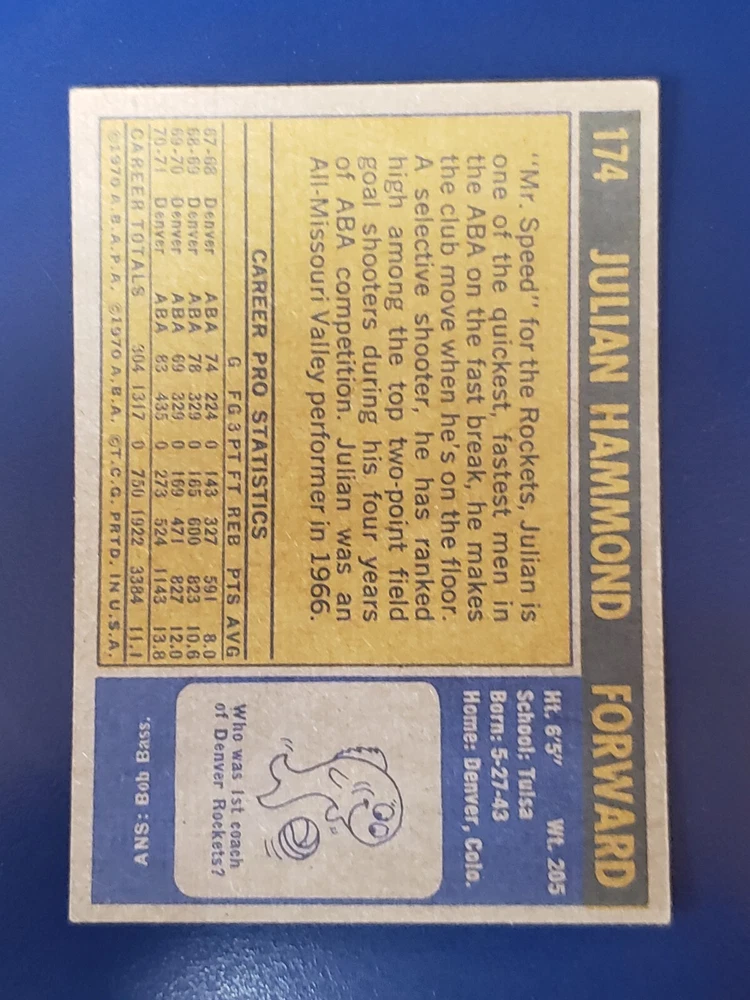 174 JULIAN HAMMOND FORWARD
"Mr. Speed" for the Rockets, Julian is
one of the quickest, fastest men in
the ABA on the fast break, he makes
the club move when he's on the floor.
A selective shooter, he has ranked
high among the top two-point field
goal shooters during his four years
of ABA competition. Julian was an
All-Missouri Valley performer in 1966.
CAREER PRO STATISTICS
G FG 3PT FT REB PTS AVG
67-68 Denver ABA 74 224 0 143 327 591 8.0
68-69 Denver ABA 78 329 0 165 600 823 10.6
69-70 Denver ABA 69 329 0 169 471 827 12.0
70-71 Denver ABA 83 435 0 273 524 1143 13.8
CAREER TOTALS 304 1317 0 750 1922 3384 11.1
©1970 A.B.A.P.A. ©1970 A.B.A. ©T.C.G. PRTD. IN U.S.A.
Ht. 6'5" Wt. 205
School: Tulsa
Born: 5-27-43
Home: Denver, Colo.
Who was 1st coach
of Denver Rockets?
ANS: Bob Bass.